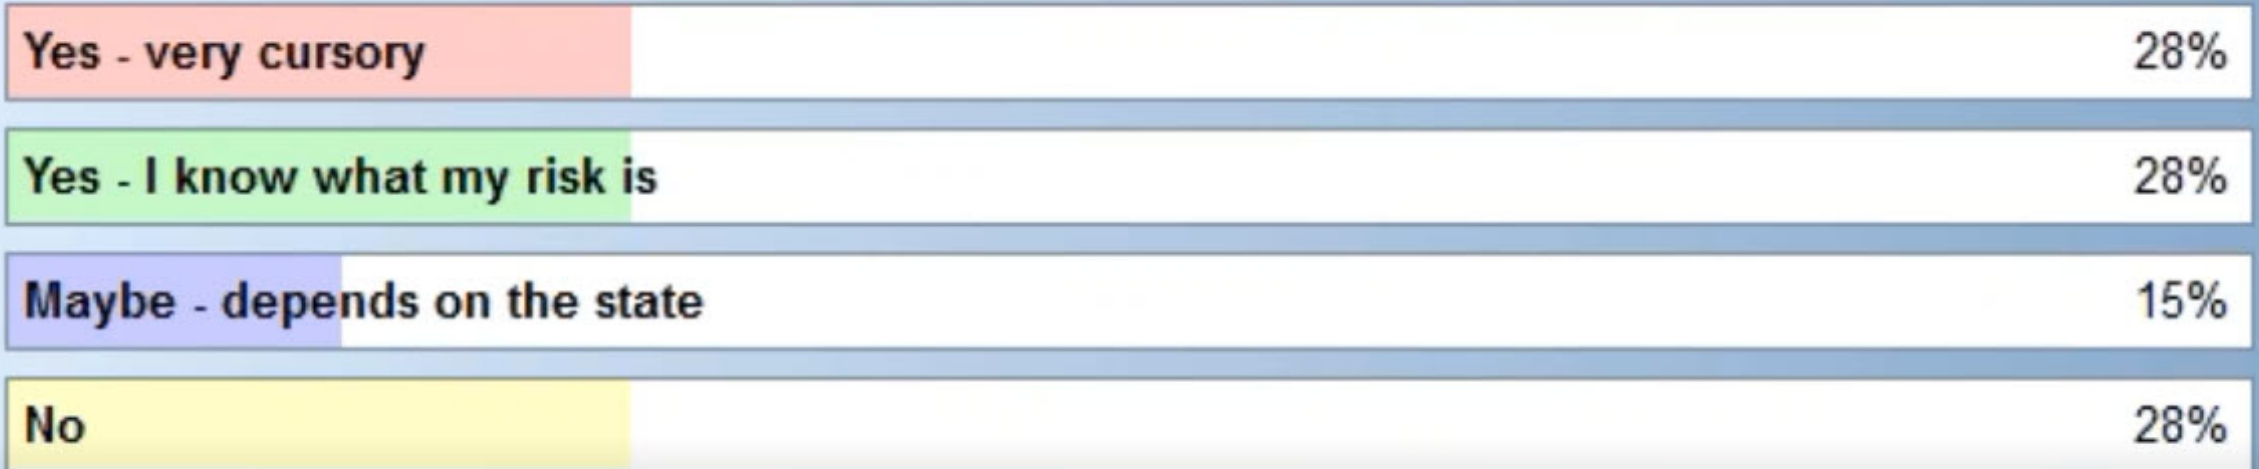 Yes - very cursory 28%
Yes - I know what my risk is 28%
Maybe - depends on the state 15%
No 28%